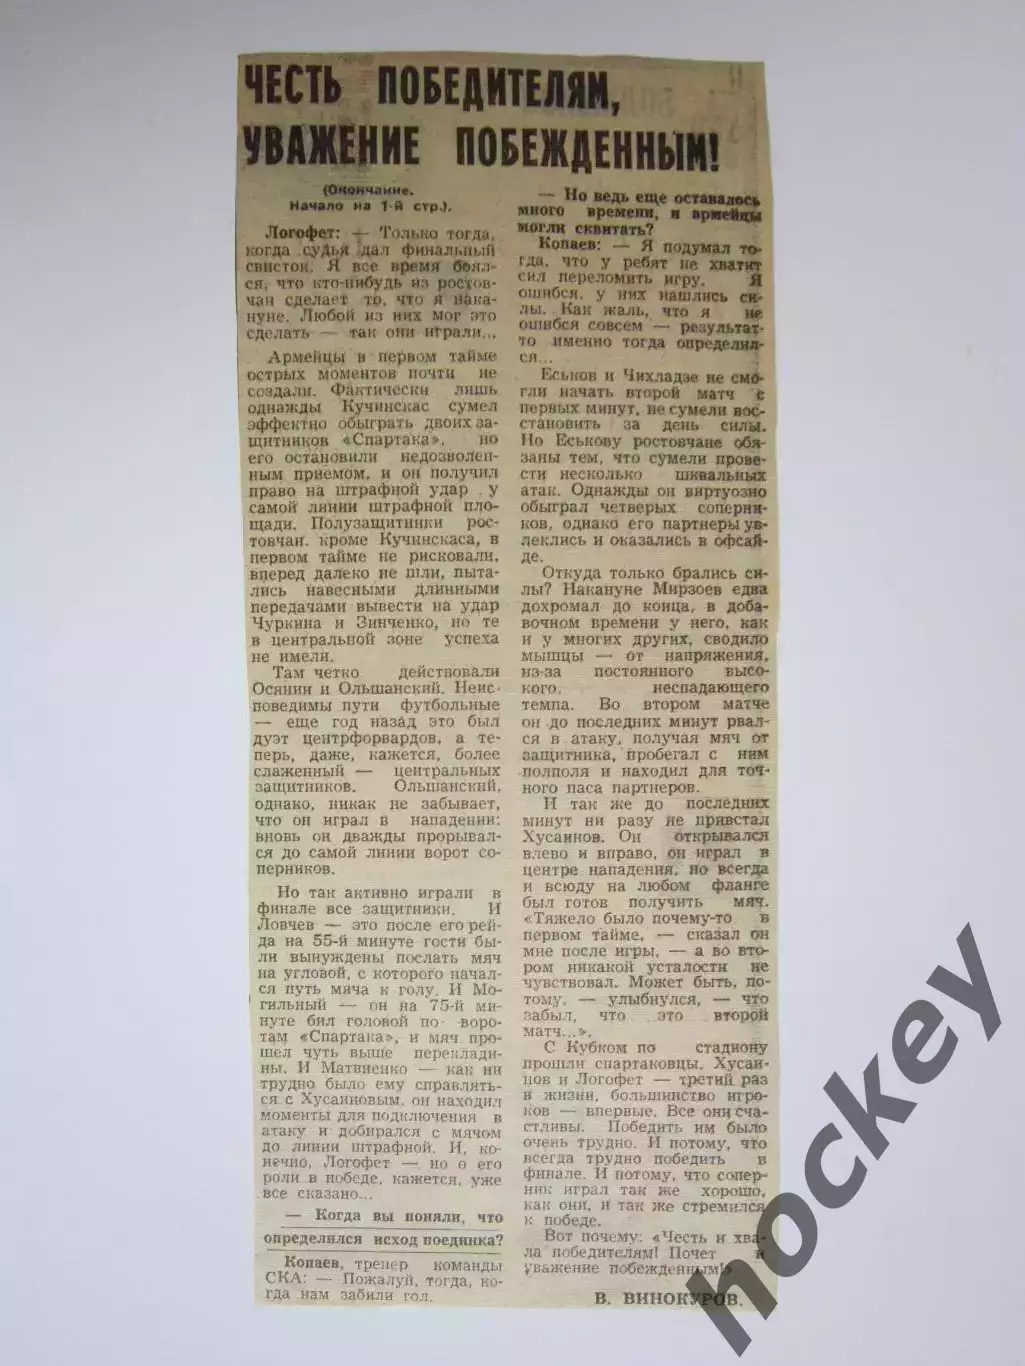 ЧЕСТЬ ПОБЕДИТЕЛЯМ,
УВАЖЕНИЕ ПОБЕЖДЕННЫМ!
(Окончание.
Начало на 1-й стр.).
Логофет: — Только тогда,
когда судья дал финальный
свисток. Я все время боял-
ся, что кто-нибудь из ростов-
чан сделает то, что я нака-
нуне. Любой из них мог это
сделать — так они играли...
Армейцы в первом тайме
острых моментов почти не
создали. Фактически лишь
однажды Кучинскас сумел
эффектно обыграть двоих за-
щитников «Спартака», но
его остановили недозволен-
ным приемом, и он получил
право на штрафной удар у
самой линии штрафной пло-
щади. Полузащитники рос-
товчан, кроме Кучинскаса, в
первом тайме не рисковали,
вперед далеко не шли, пыта-
лись навесными длинными
передачами вывести на удар
Чуркина и Зинченко, но те
в центральной зоне успеха
не имели.
Там четко действовали
Осянин и Ольшанский. Неис-
поведимы пути футбольные
— еще год назад это был
дуэт центрфорвардов, а те-
перь, даже, кажется, более
слаженный — центральных
защитников. Ольшанский,
однако, никак не забывает,
что он играл в нападении:
вновь он дважды прорывал-
ся до самой линии ворот со-
перников.
Но так активно играли в
финале все защитники. И
Ловчев — это после его рей-
да на 55-й минуте гости бы-
ли вынуждены послать мяч
на угловой, с которого начал-
ся путь мяча к голу. И Мо-
гильный — он на 75-й ми-
нуте бил головой по воро-
там «Спартака», и мяч про-
шел чуть выше переклади-
ны. И Матвиенко — как ни
трудно было ему справлять-
ся с Хусаиновым, он находил
моменты для подключения в
атаку и добирался с мячом
до линии штрафной. И, ко-
нечно, Логофет — но о его
роли в победе, кажется, уже
все сказано...
— Когда вы поняли, что
определился исход поединка?
Копаев, тренер команды
СКА: — Пожалуй, тогда, ко-
гда нам забили гол.
— Но ведь еще оставалось
много времени, и армейцы
могли сквитать?
Копаев: — Я подумал то-
гда, что у ребят не хватит
сил переломить игру. Я
ошибся, у них нашлись си-
лы. Как жаль, что я не
ошибся совсем — результат-
то именно тогда определил-
ся...
Еськов и Чихладзе не смо-
гли начать второй матч с
первых минут, не сумели вос-
становить за день силы.
Но Еськову ростовчане обя-
заны тем, что сумели прове-
сти несколько шквальных
атак. Однажды он виртуозно
обыграл четверых соперни-
ков, однако его партнеры ув-
леклись и оказались в офсай-
де.
Откуда только брались си-
лы? Накануне Мирзоев едва
дохромал до конца, в доба-
вочном времени у него, как
и у многих других, сводило
мышцы — от напряжения,
из-за постоянного высо-
кого, неспадающего
темпа. Во втором матче
он до последних минут рвал-
ся в атаку, получая мяч от
защитника, пробегал с ним
полполя и находил для точ-
ного паса партнеров.
И так же до последних
минут ни разу не привстал
Хусаинов. Он открывался
влево и вправо, он играл в
центре нападения, но всегда
и всюду на любом фланге
был готов получить мяч.
«Тяжело было почему-то в
первом тайме, — сказал он
мне после игры, — а во вто-
ром никакой усталости не
чувствовал. Может быть, по-
тому, — улыбнулся, — что
забыл, что это второй
матч...».
С Кубком по стадиону
прошли спартаковцы. Хусаи-
нов и Логофет — третий раз
в жизни, большинство игро-
ков — впервые. Все они сча-
стливы. Победить им было
очень трудно. И потому, что
всегда трудно победить в
финале. И потому, что сопер-
ник играл так же хорошо,
как они, и так же стремился
к победе.
Вот почему: «Честь и хва-
ла победителям! Почет и
уважение побежденным!»
В. ВИНОКУРОВ.
hockey